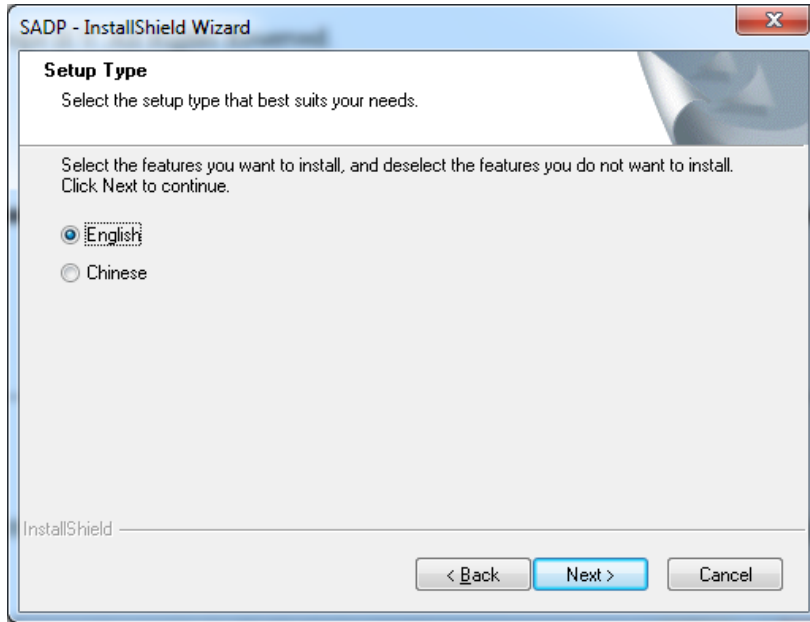 SADP - InstallShield Wizard
Setup Type
Select the setup type that best suits your needs.
Select the features you want to install, and deselect the features you do not want to install.
Click Next to continue.
English
Chinese
InstallShield
< Back
Next >
Cancel